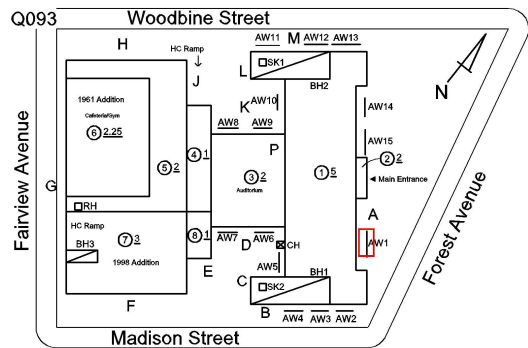 Q093
Woodbine Street
AW11
M
AW12
AW13
H
HC Ramp
J
L
SK1
BH2
N
1961 Addition
Cafeteria/Gym
6 2.25
K
AW10
AW14
AW8
AW9
4 1
AW15
P
5 2
3 2
Auditorium
1 5
2 2
Main Entrance
Fairview Avenue
G
RH
HC Ramp
7 3
BH3
1998 Addition
8 1
AW7
AW6
D
CH
A
AW1
E
AW5
C
SK2
BH1
F
B
AW4
AW3
AW2
Forest Avenue
Madison Street